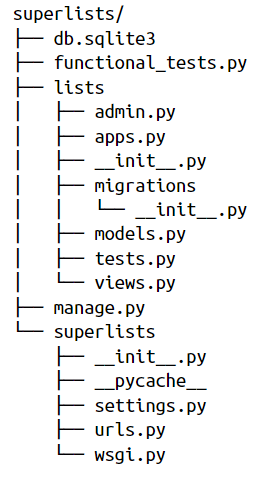 superlists/
├── db.sqlite3
├── functional_tests.py
├── lists
│   ├── admin.py
│   ├── apps.py
│   ├── __init__.py
│   ├── migrations
│   │   └── __init__.py
│   ├── models.py
│   ├── tests.py
│   └── views.py
├── manage.py
└── superlists
    ├── __init__.py
    ├── __pycache__
    ├── settings.py
    ├── urls.py
    └── wsgi.py